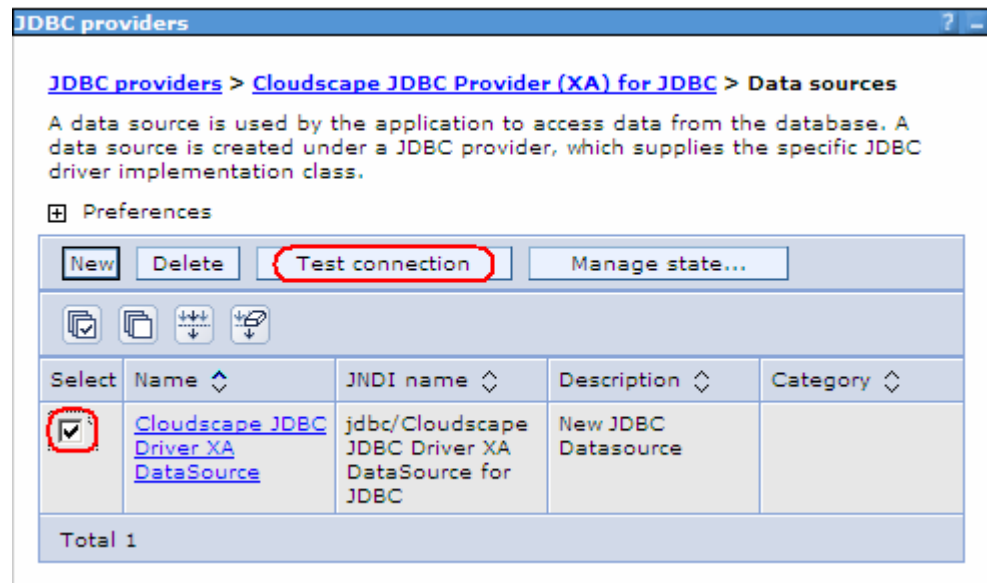 JDBC providers ? –
JDBC providers > Cloudscape JDBC Provider (XA) for JDBC > Data sources
A data source is used by the application to access data from the database. A
data source is created under a JDBC provider, which supplies the specific JDBC
driver implementation class.
+ Preferences
New Delete Test connection Manage state...
Select Name JNDI name Description Category
Cloudscape JDBC jdbc/Cloudscape New JDBC
Driver XA JDBC Driver XA Datasource
DataSource DataSource for
JDBC
Total 1